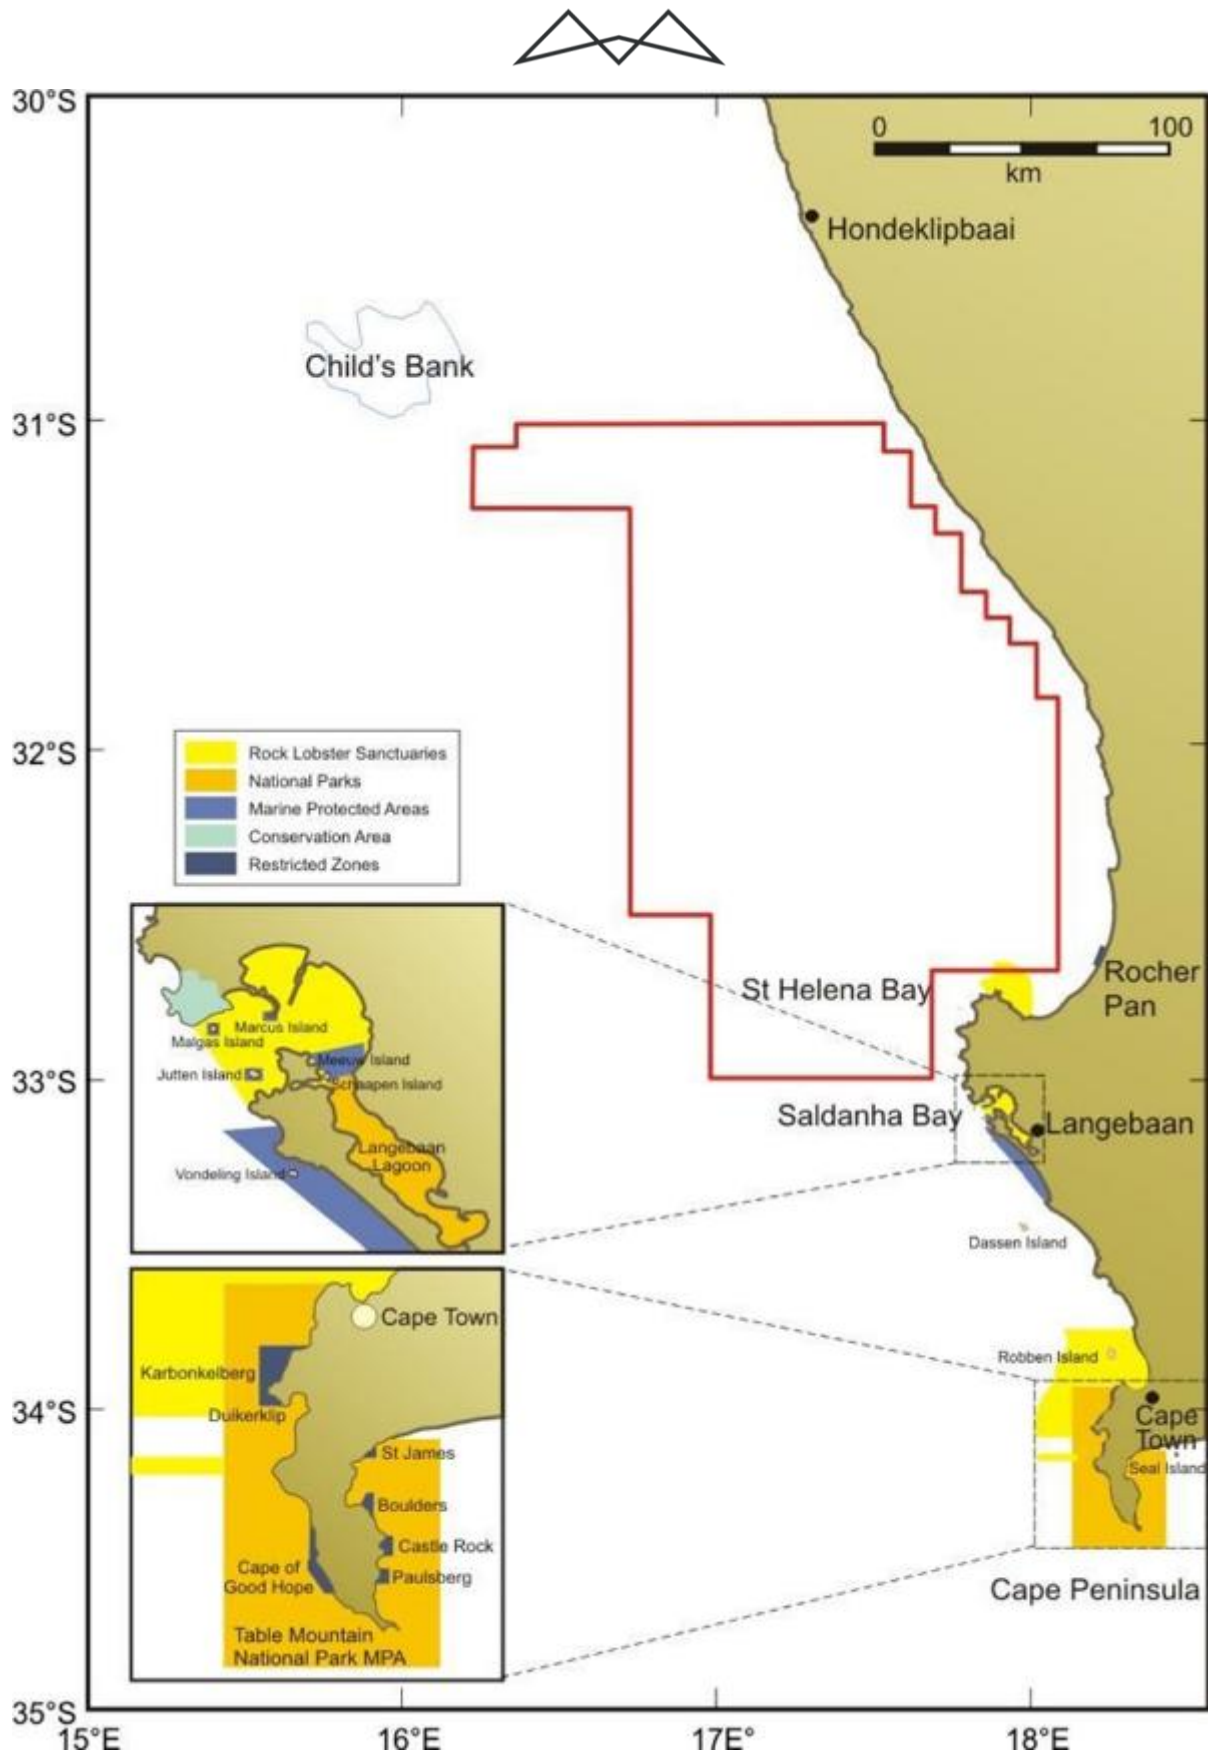 30°S
0 100
km
Hondeklipbaai
Child's Bank
31°S
32°S
Rock Lobster Sanctuaries
National Parks
Marine Protected Areas
Conservation Area
Restricted Zones
Rocher
Pan
St Helena Bay
Marcus Island
Malgas Island
Meeuw Island
Jutten Island
Schaapen Island
33°S
Saldanha Bay
Langebaan
Langebaan
Lagoon
Vondeling Island
Dassen Island
Cape Town
Robben Island
Karbonkelberg
Duikerklip
34°S
Cape
Town
St James
Seal Island
Boulders
Castle Rock
Cape of
Good Hope
Paulsberg
Cape Peninsula
Table Mountain
National Park MPA
35°S
15°E 16°E 17E° 18°E